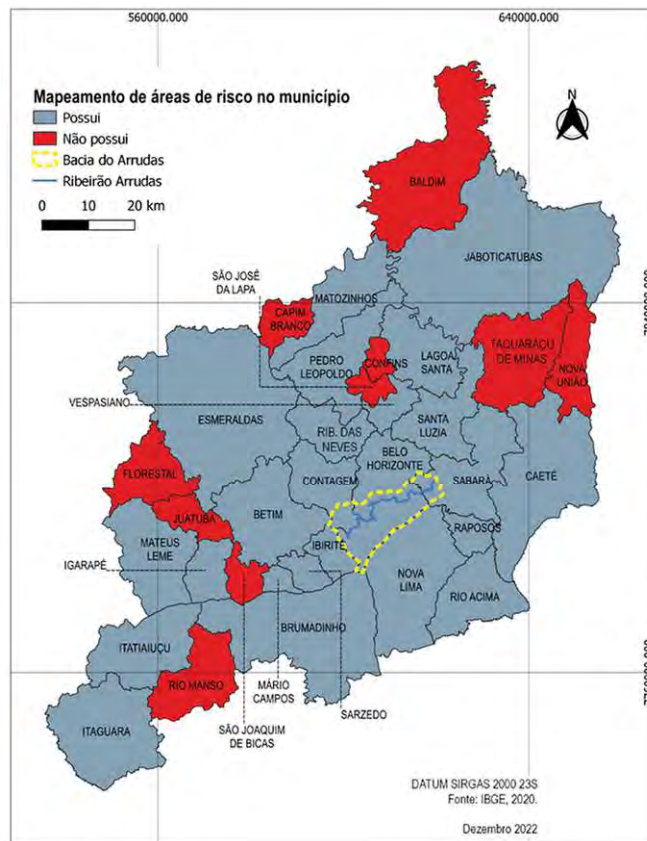 560000.000
640000.000
Mapeamento de áreas de risco no município
Possui
Não possui
Bacia do Arrudas
Ribeirão Arrudas
0 10 20 km
N
BALDIM
JABOTICATUBAS
SÃO JOSÉ
DA LAPA
MATOZINHOS
7840000.000
CAPIM
BRANCO
PEDRO
LEOPOLDO
CONFINS
LAGOA
SANTA
TAQUARAÇU
DE MINAS
NOVA
UNIÃO
VESPASIANO
ESMERALDAS
RIB. DAS
NEVES
SANTA
LUZIA
BELO
HORIZONTE
FLORESTAL
CONTAGEM
SABARÁ
CAETÉ
JUATUBA
BETIM
MATEUS
LEME
IBIRITÉ
RAPOSOS
IGARAPÉ
NOVA
LIMA
RIO ACIMA
ITATIAIUÇU
BRUMADINHO
RIO MANSO
MÁRIO
CAMPOS
7760000.000
ITAGUARA
SÃO JOAQUIM
DE BICAS
SARZEDO
DATUM SIRGAS 2000 23S
Fonte: IBGE, 2020.
Dezembro 2022